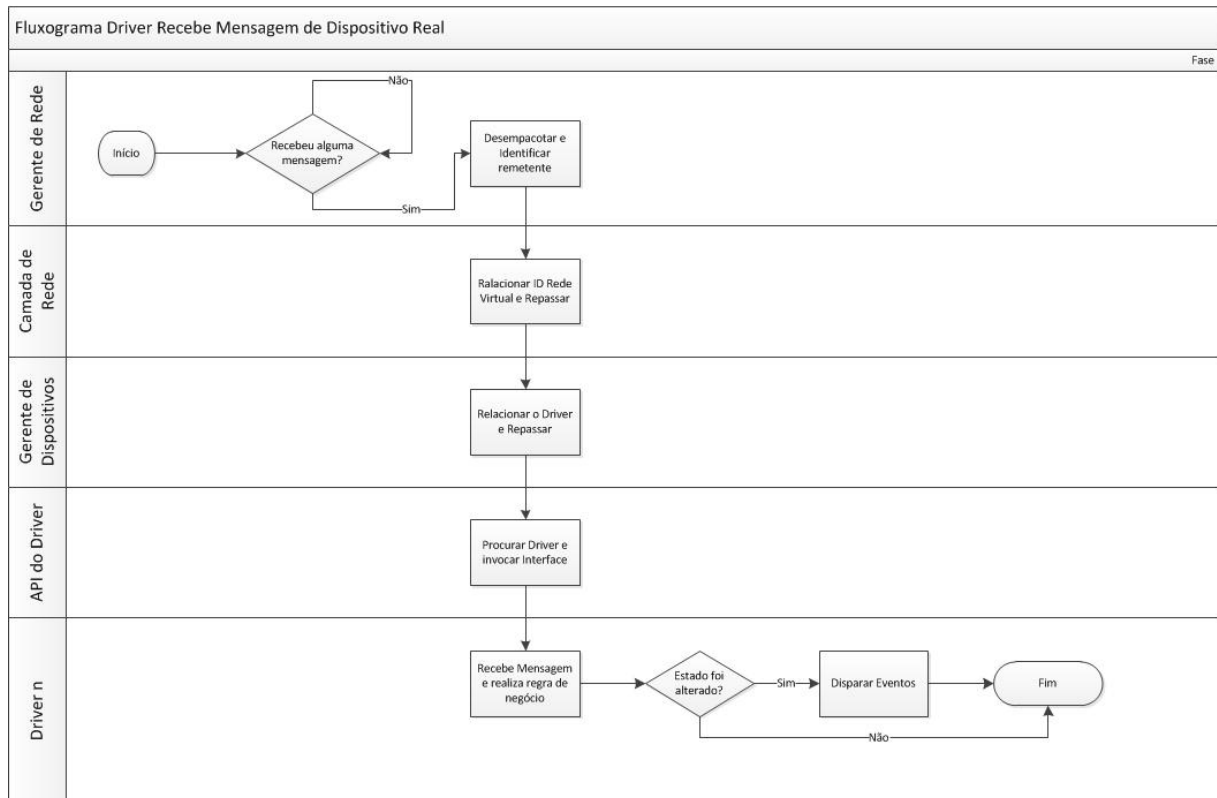 Fluxograma Driver Recebe Mensagem de Dispositivo Real
Fase
Gerente de Rede
Não
Início
Recebeu alguma
mensagem?
Desempacotar e
Identificar
remetente
Sim
Camada de
Rede
Ralacionar ID Rede
Virtual e Repassar
Gerente de
Dispositivos
Relacionar o Driver
e Repassar
API do Driver
Procurar Driver e
invocar Interface
Driver n
Recebe Mensagem
e realiza regra de
negócio
Estado foi
alterado?
Sim
Disparar Eventos
Fim
Não